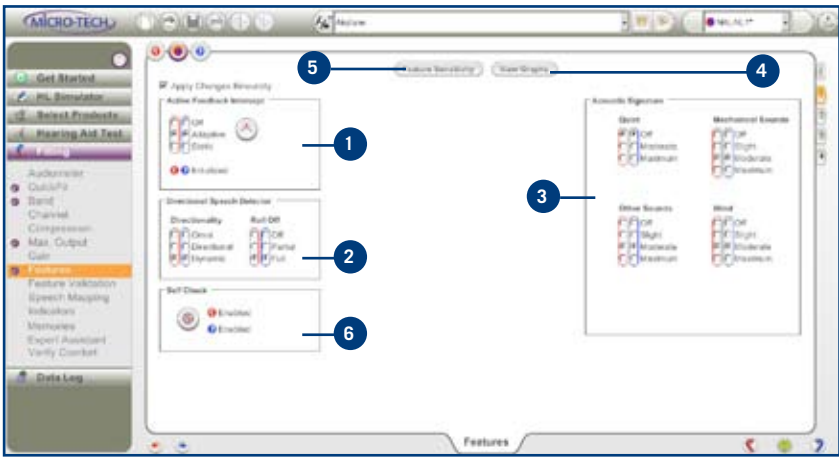 MICRO-TECH
Get Started
HL Simulator
Select Products
Hearing Aid Test
Fitting
Audiometer
QuickFit
Band
Channel
Compression
Max. Output
Gain
Features
Feature Validation
Speech Mapping
Indicators
Memories
Expert Assistant
Verify Comfort
Data Log
5
Feature Sensitivity
View Graphs
4
Apply Changes Binaurally
Active Feedback Intercept
Off
Adaptive
Static
Initialized
1
Directional Speech Detector
Directionality
Roll Off
Omni
Off
Directional
Partial
Dynamic
Full
2
Self Check
Enabled
Enabled
6
3
Acoustic Signature
Quiet
Mechanical Sounds
Off
Off
Moderate
Slight
Maximum
Moderate
Maximum
Other Sounds
Wind
Off
Off
Slight
Slight
Moderate
Moderate
Maximum
Maximum
Features